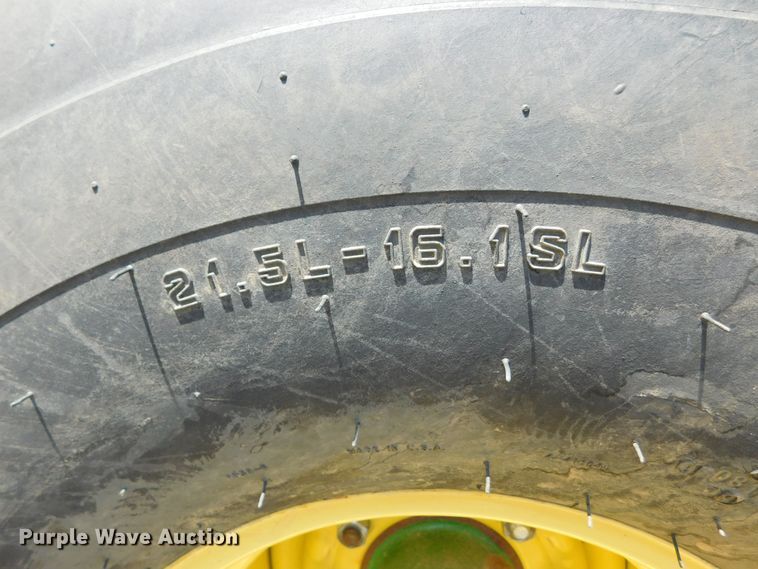 21.5L-16.1SL
MADE IN U.S.A.
Purple Wave Auction